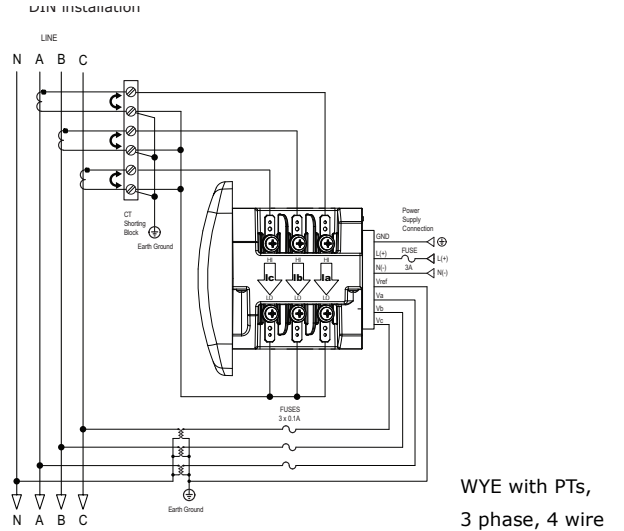 DIN Installation
LINE
N A B C
CT
Shorting
Block
Earth Ground
Power
Supply
Connection
GND
FUSE
L(+)
L(+)
N(-)
3A
N(-)
Vref
Va
Vb
Vc
HI HI HI
Ic Ib Ia
LO LO LO
FUSES
3 x 0.1A
Earth Ground
N A B C
WYE with PTs,
3 phase, 4 wire